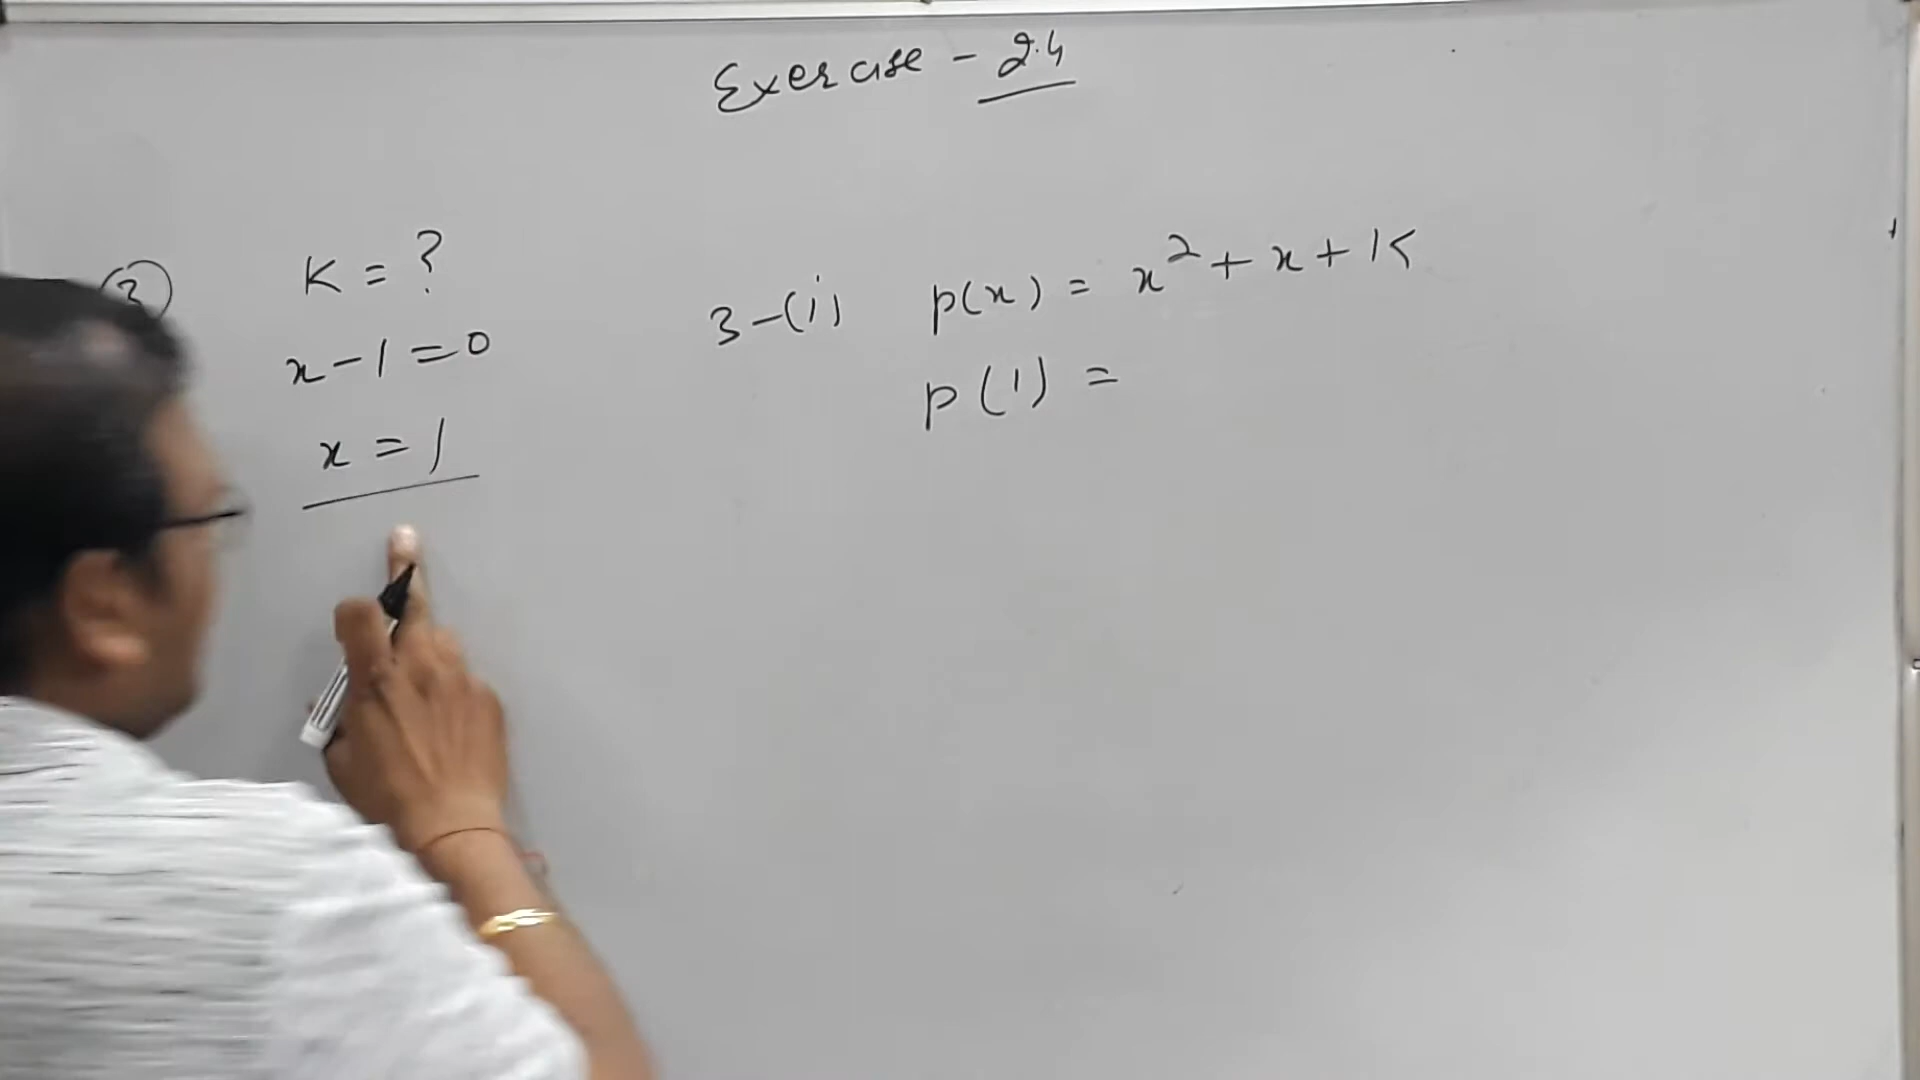 Exercise - 2.4
3
K = ?
x - 1 = 0
x = 1
3-(i) p(x) = x² + x + K
p(1) =